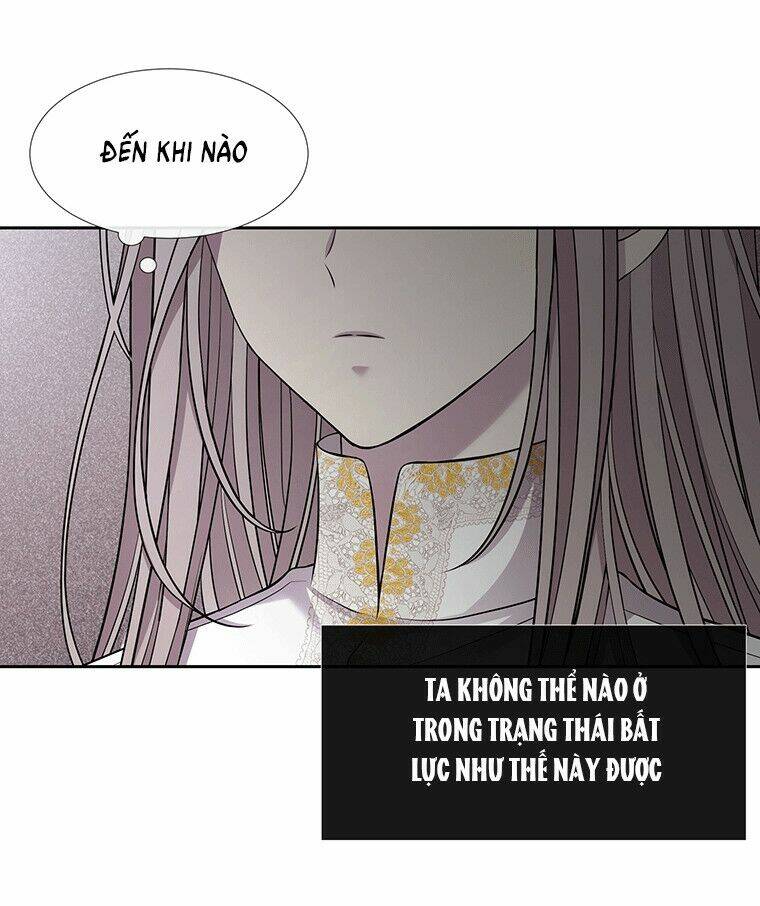 ĐẾN KHI NÀO
TA KHÔNG THỂ NÀO Ở
TRONG TRẠNG THÁI BẤT
LỰC NHƯ THẾ NÀY ĐƯỢC